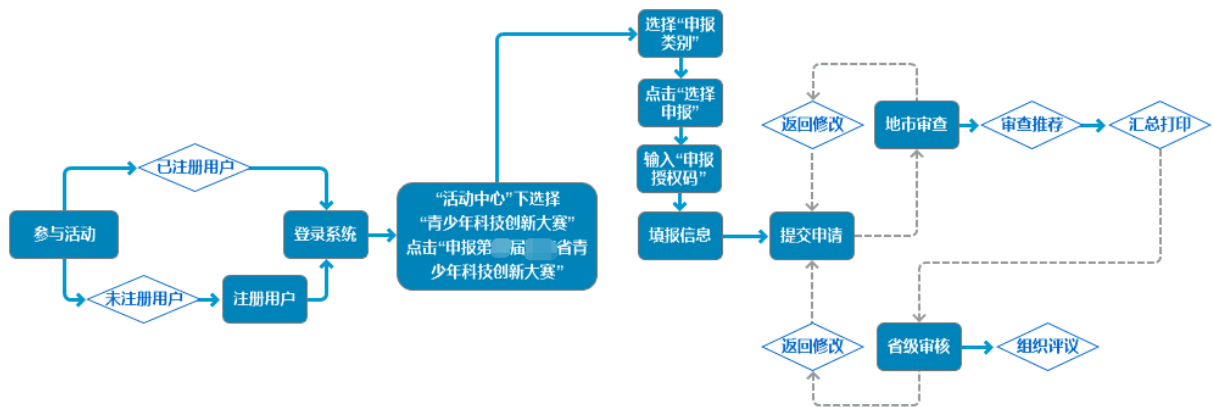 参与活动
已注册用户
未注册用户
注册用户
登录系统
“活动中心”下选择
“青少年科技创新大赛”
点击“申报第届省青
少年科技创新大赛”
选择“申报
类别”
点击“选择
申报”
输入“申报
授权码”
填报信息
提交申请
返回修改
地市审查
审查推荐
汇总打印
省级审核
返回修改
组织评议